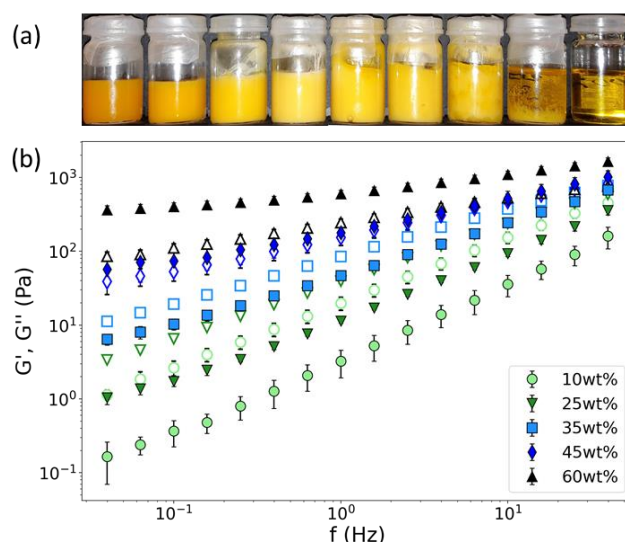 (a)
(b)
G', G'' (Pa)
10³
10²
10¹
10⁰
10⁻¹
10⁻¹
10⁰
10¹
f (Hz)
10wt%
25wt%
35wt%
45wt%
60wt%